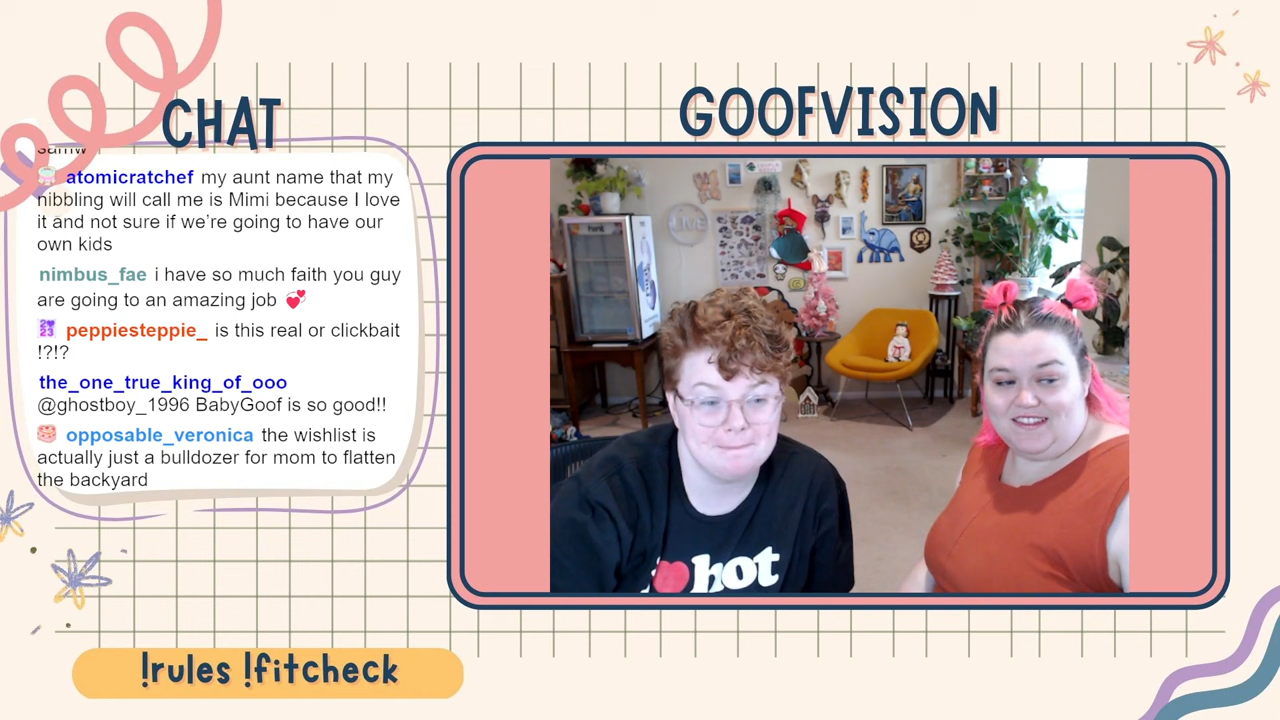 CHAT
GOOFVISION
atomicratchef my aunt name that my
nibbling will call me is Mimi because I love
it and not sure if we're going to have our
own kids
nimbus_fae i have so much faith you guy
are going to an amazing job
peppiesteppie_ is this real or clickbait
!?!?
the_one_true_king_of_ooo
@ghostboy_1996 BabyGoof is so good!!
opposable_veronica the wishlist is
actually just a bulldozer for mom to flatten
the backyard
LIVE
I
hot
!rules !fitcheck